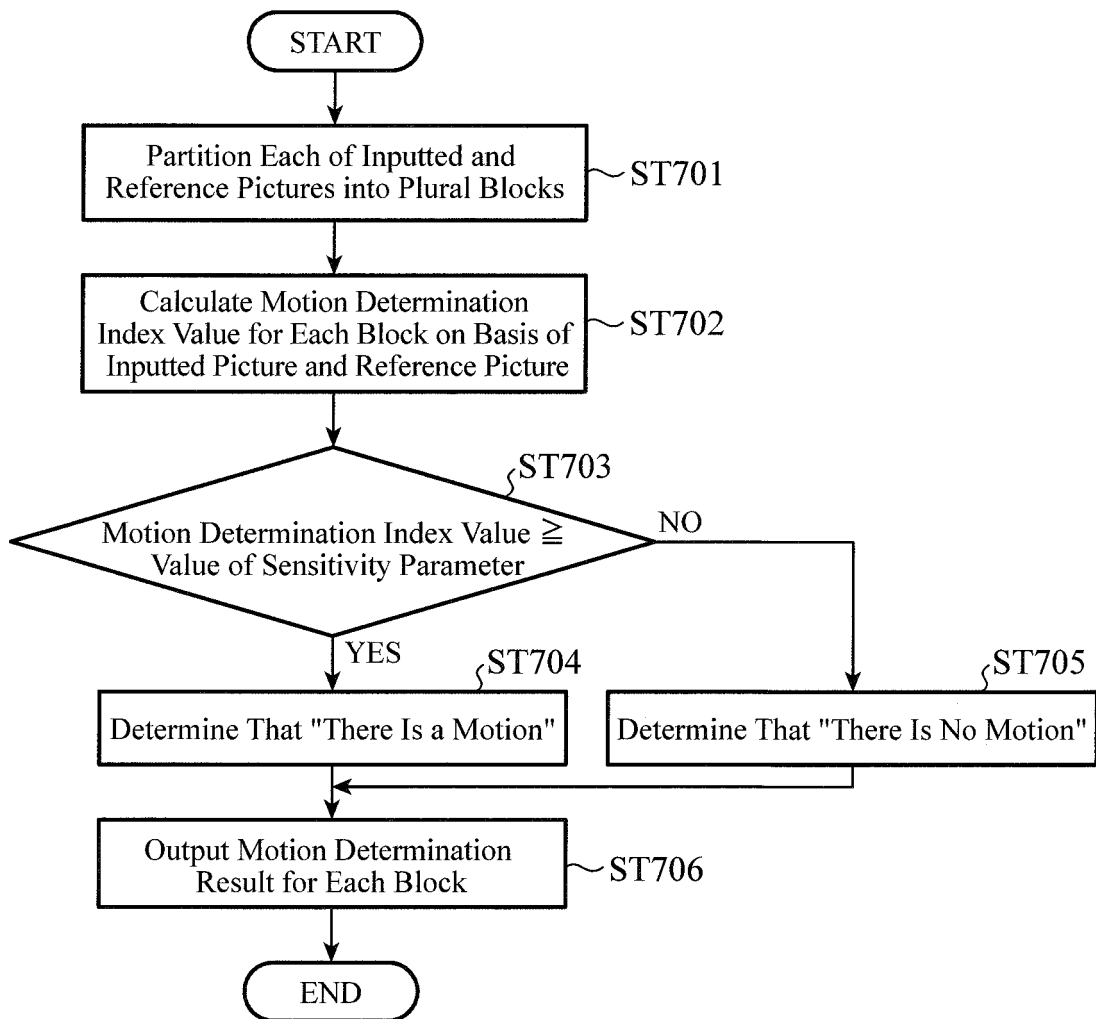 START
Partition Each of Inputted and
Reference Pictures into Plural Blocks
ST701
Calculate Motion Determination
Index Value for Each Block on Basis of
Inputted Picture and Reference Picture
ST702
ST703
Motion Determination Index Value ≧
Value of Sensitivity Parameter
NO
YES
ST704
Determine That "There Is a Motion"
ST705
Determine That "There Is No Motion"
Output Motion Determination
Result for Each Block
ST706
END